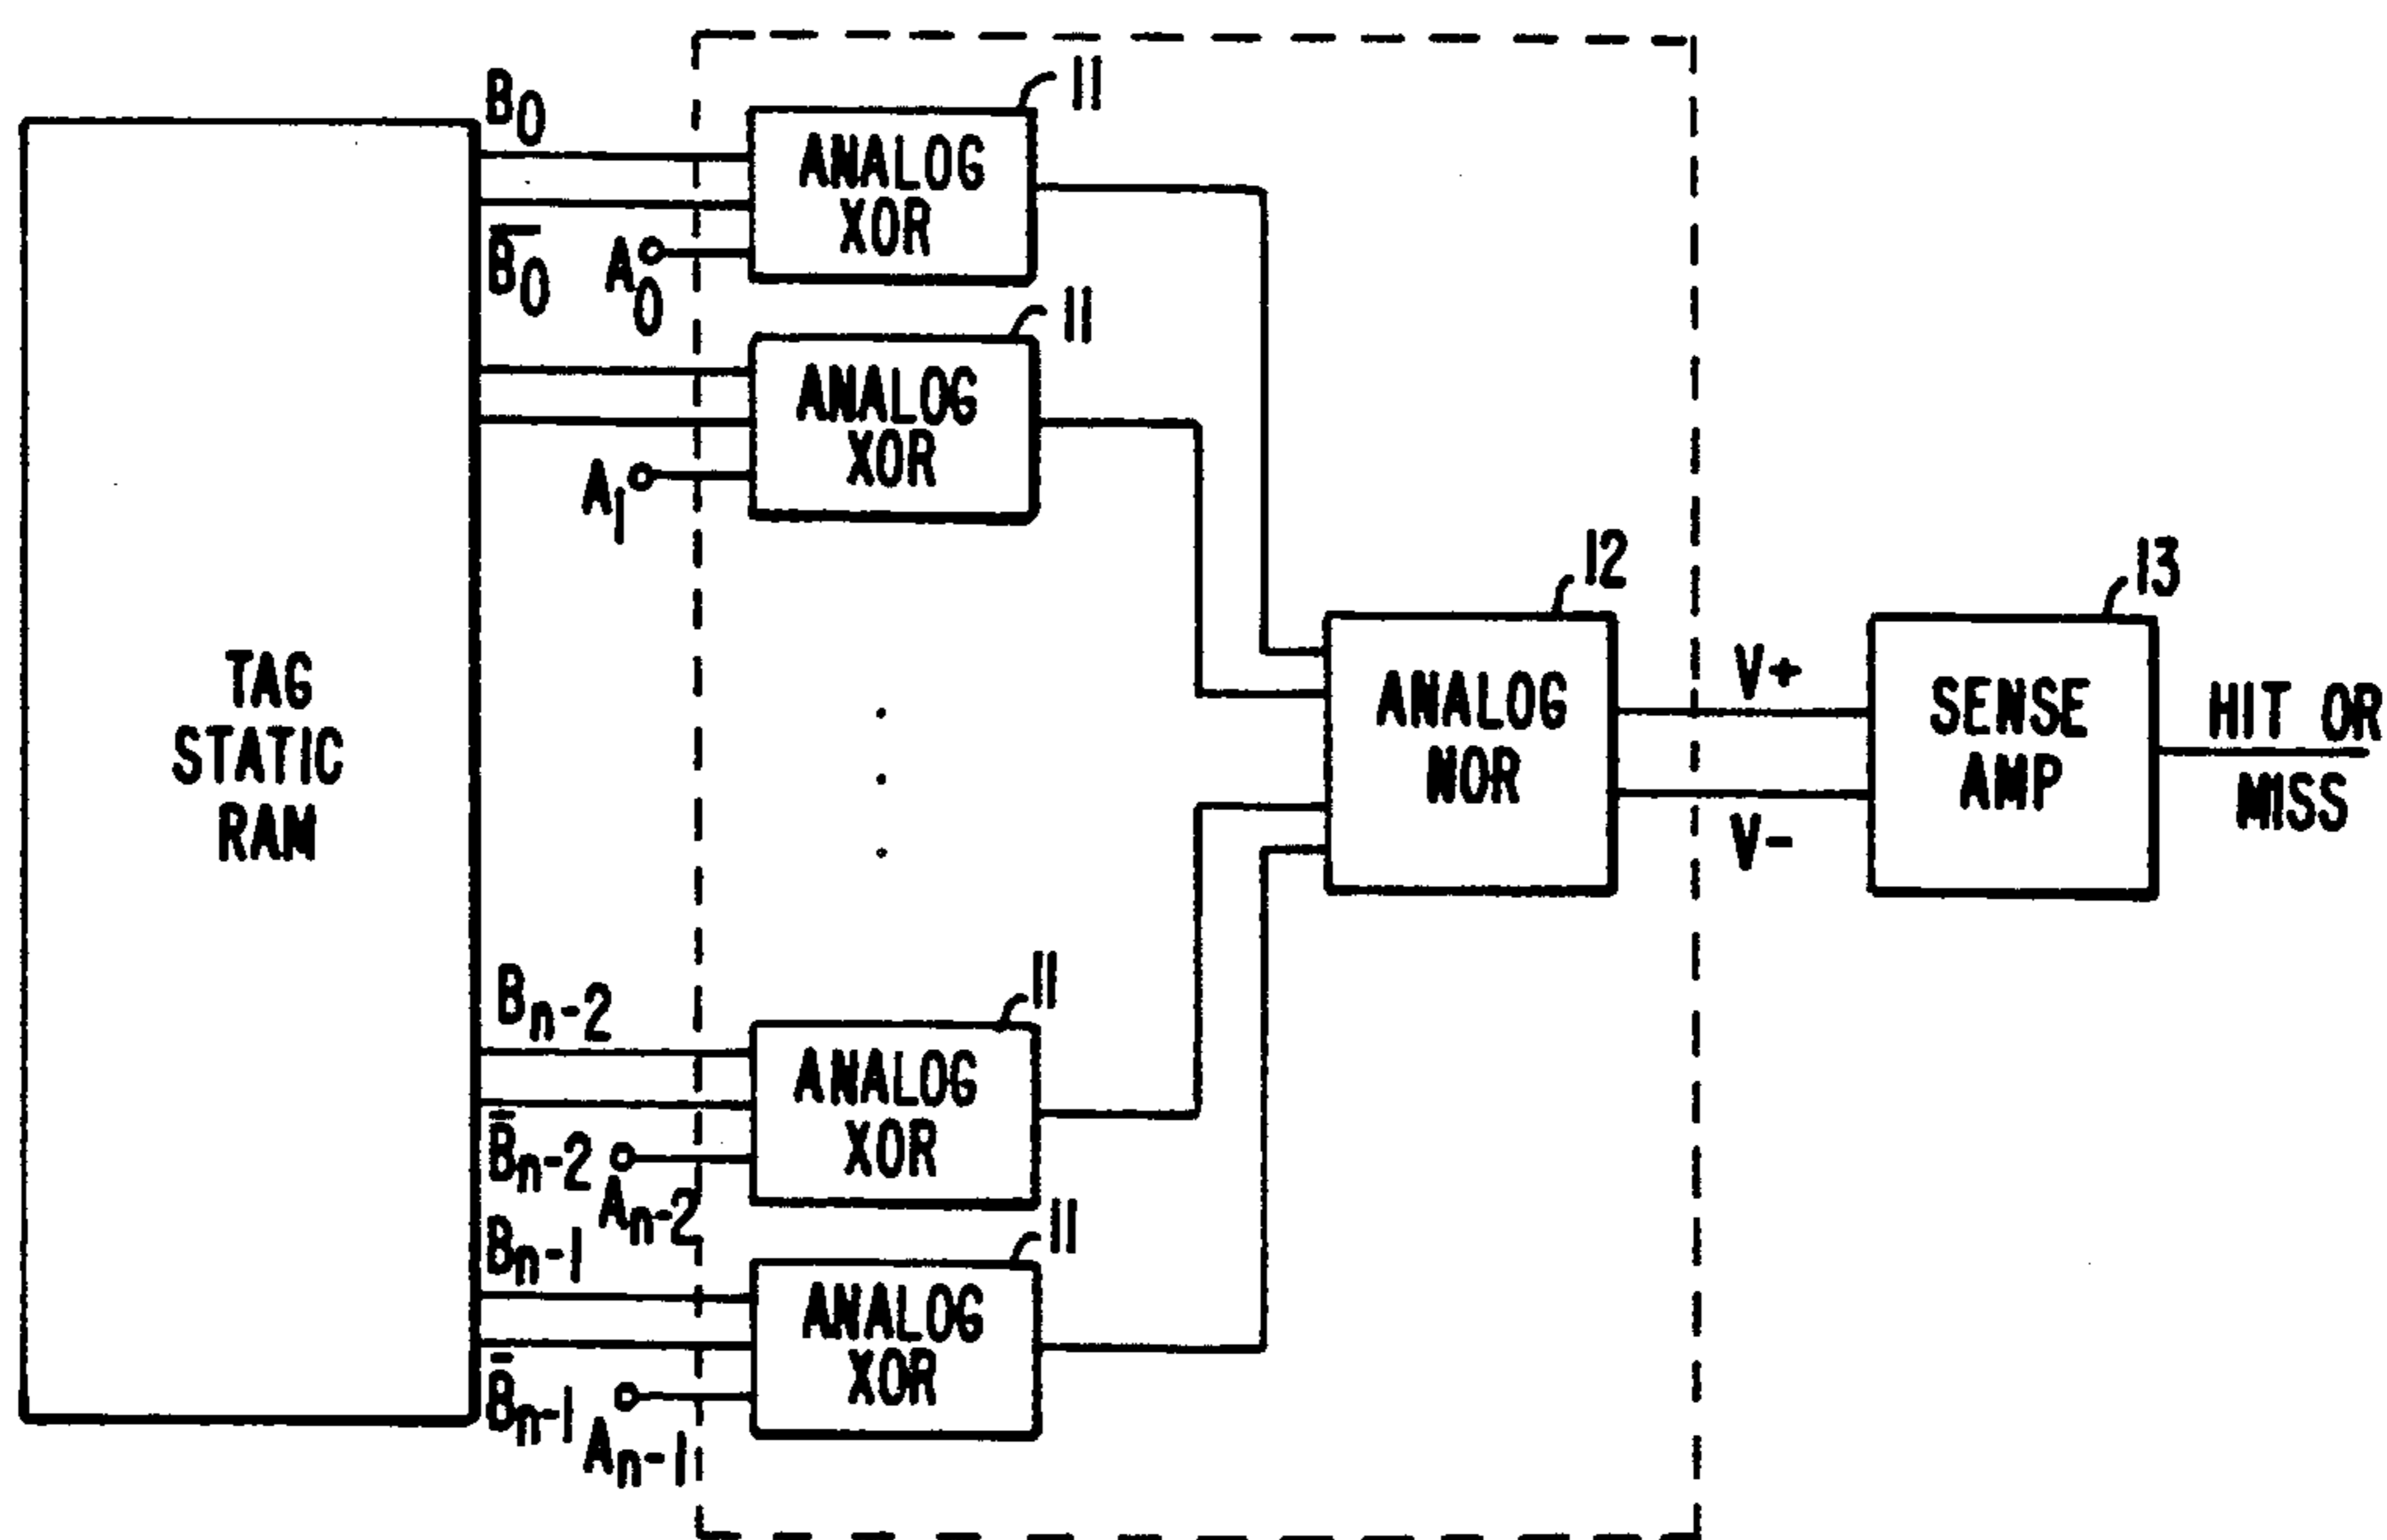 B0
11
ANALOG
XOR
B̅0
A0
11
ANALOG
XOR
A1
TAG
STATIC
RAM
12
ANALOG
NOR
V+
V-
13
SENSE
AMP
HIT OR
MISS
Bn-2
11
ANALOG
XOR
B̅n-2
An-2
Bn-1
11
ANALOG
XOR
B̅n-1
An-1